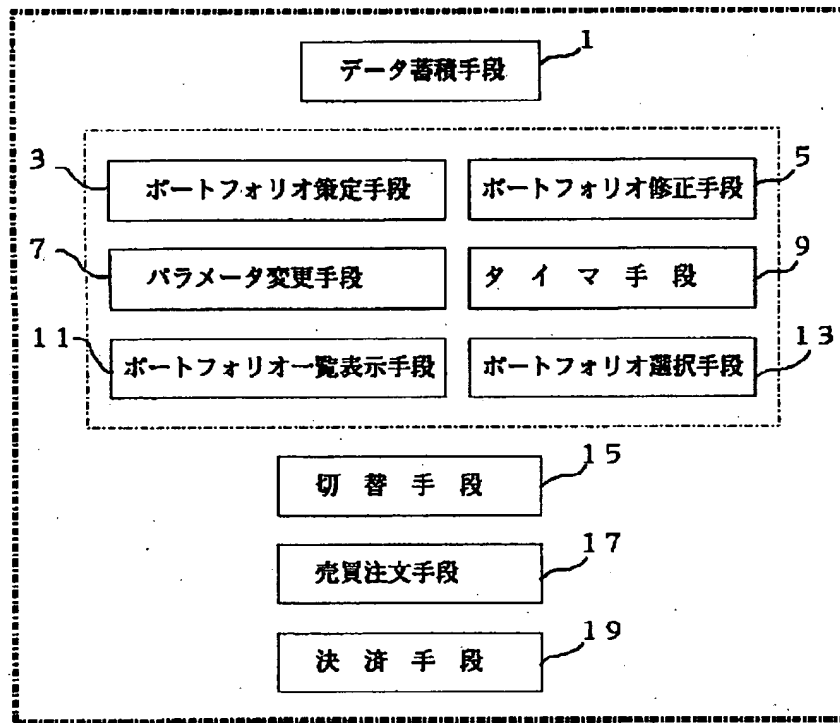 データ蓄積手段
1
3
ポートフォリオ策定手段
ポートフォリオ修正手段
5
7
パラメータ変更手段
タイマ手段
9
11
ポートフォリオ一覧表示手段
ポートフォリオ選択手段
13
切替手段
15
売買注文手段
17
決済手段
19